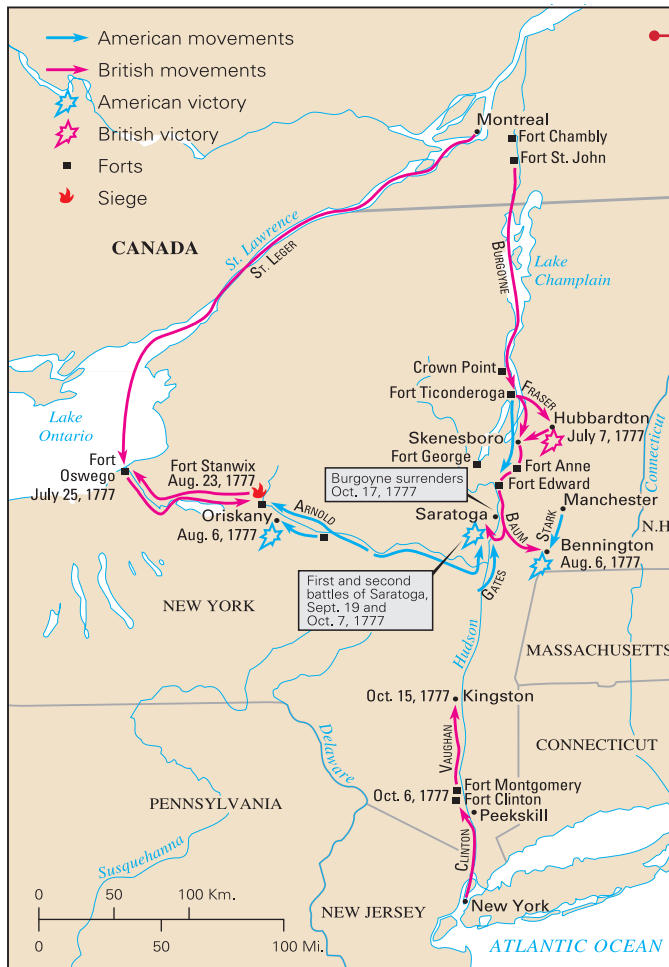 American movements
British movements
American victory
British victory
Forts
Siege
Montreal
Fort Chambly
Fort St. John
CANADA
St. Lawrence
ST. LEGER
BURGOYNE
Lake
Champlain
Crown Point
Fort Ticonderoga
FRASER
Hubbardton
July 7, 1777
Skenesboro
Fort George
Fort Anne
Fort Edward
Lake
Ontario
Fort
Oswego
July 25, 1777
Fort Stanwix
Aug. 23, 1777
Oriskany
Aug. 6, 1777
ARNOLD
Burgoyne surrenders
Oct. 17, 1777
Saratoga
BAUM
STARK
Manchester
Connecticut
N.H
Bennington
Aug. 6, 1777
GATES
First and second
battles of Saratoga,
Sept. 19 and
Oct. 7, 1777
NEW YORK
Hudson
MASSACHUSETTS
Oct. 15, 1777
Kingston
VAUGHAN
CONNECTICUT
Delaware
Fort Montgomery
Oct. 6, 1777
Fort Clinton
Peekskill
PENNSYLVANIA
CLINTON
Susquehanna
0 50 100 Km.
0 50 100 Mi.
NEW JERSEY
New York
ATLANTIC OCEAN